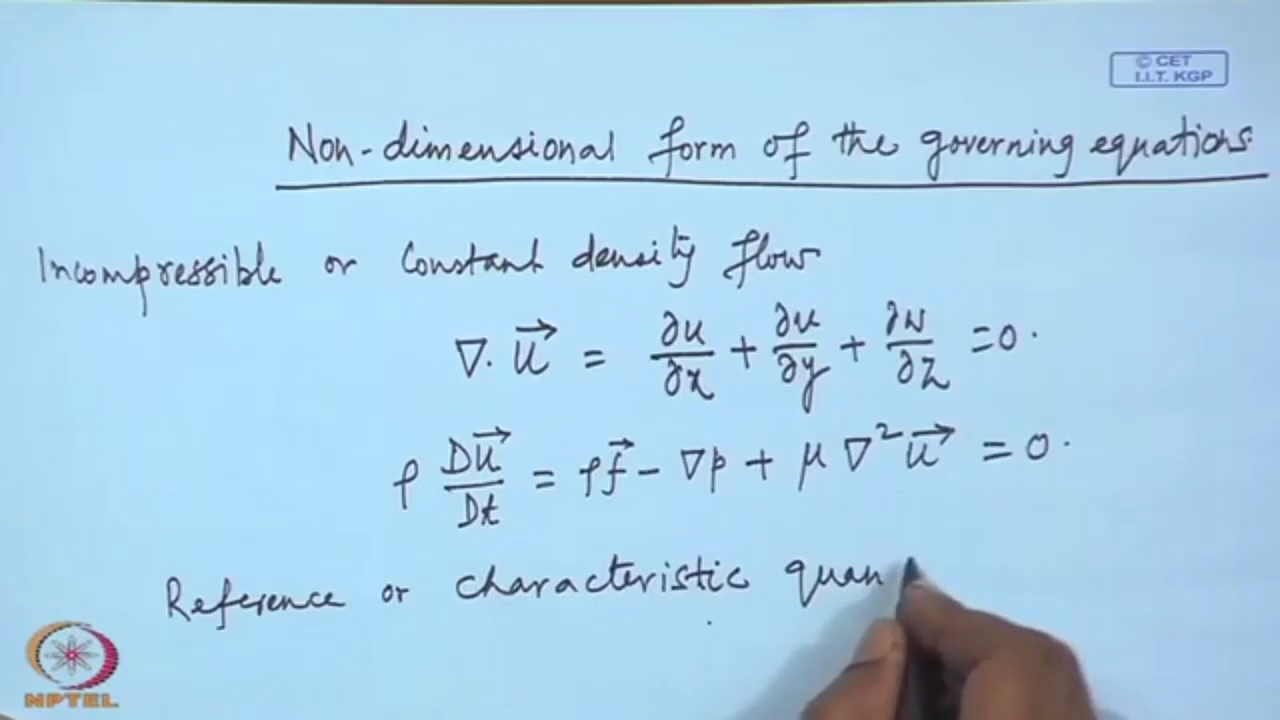 © CET
I.I.T. KGP
Non-dimensional form of the governing equations.
Incompressible or Constant density flow
∇. u⃗ = ∂u/∂x + ∂v/∂y + ∂w/∂z = 0.
ρ Du⃗/Dt = ρf⃗ - ∇p + μ ∇²u⃗ = 0.
Reference or characteristic quan
NPTEL